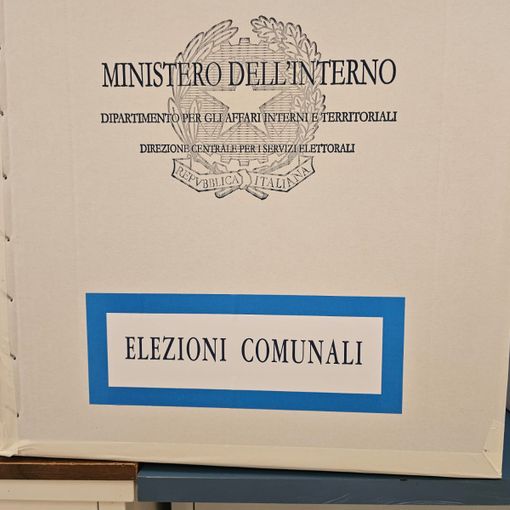 MINISTERO DELL'INTERNO
DIPARTIMENTO PER GLI AFFARI INTERNI E TERRITORIALI
DIREZIONE CENTRALE PER I SERVIZI ELETTORALI
REPVBBLICA ITALIANA
ELEZIONI COMUNALI